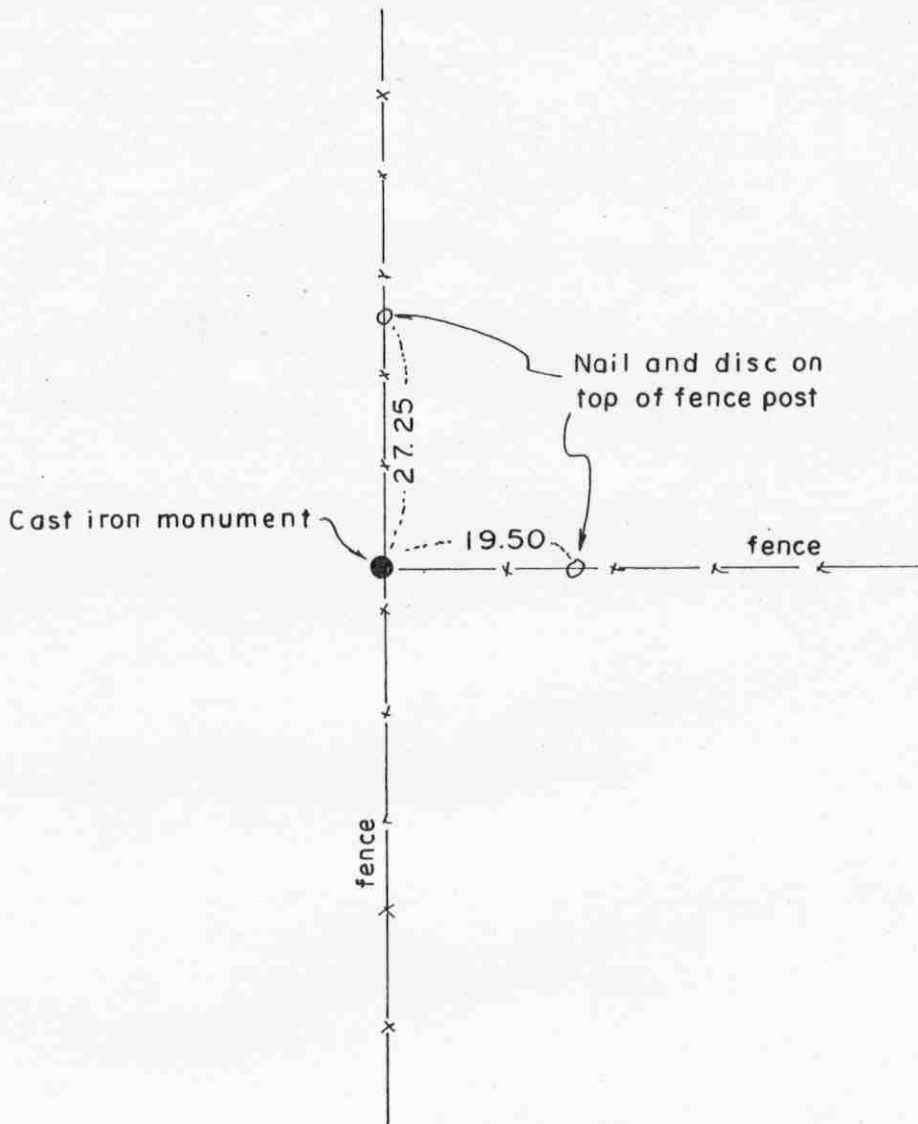 Nail and disc on
top of fence post
27.25
Cast iron monument
19.50
fence
fence